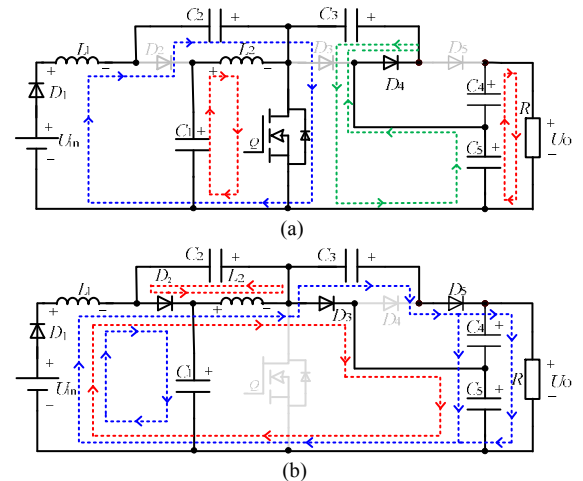 C2 + C3 +
L1 D2 L2 D3 D5
+ − + − D4
D1 C1 + Q C4 + R +
+ Uin − C5 + UO −
(a)
C2 + C3 +
L1 D2 L2 D5
+ − + − D3 D4
D1 C1 + Q C4 + R +
+ Uin − C5 + UO −
(b)